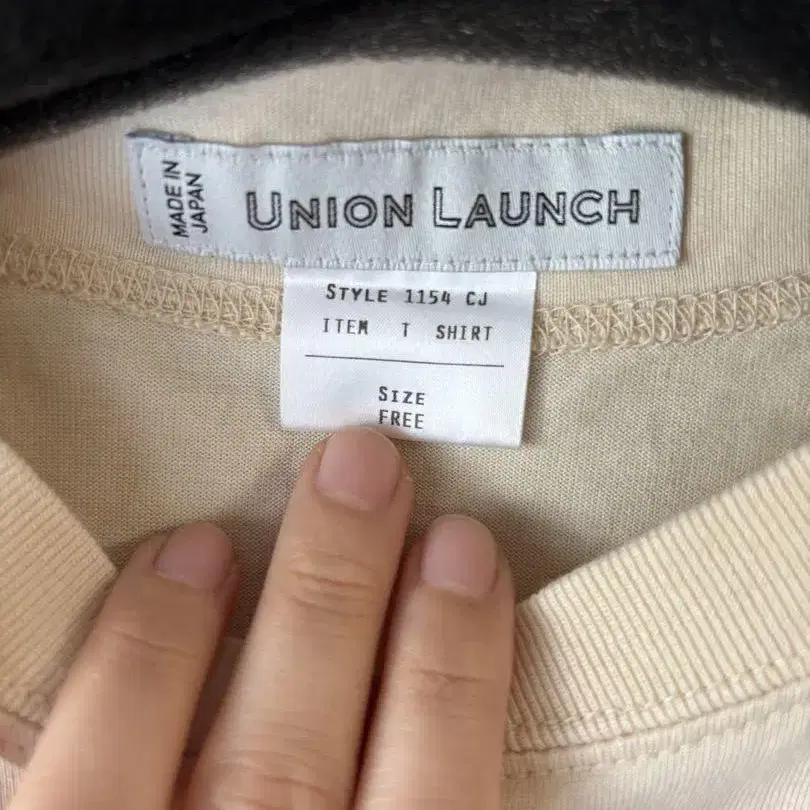 MADE IN
JAPAN
UNION LAUNCH
STYLE 1154 CJ
ITEM T SHIRT
SIZE
FREE